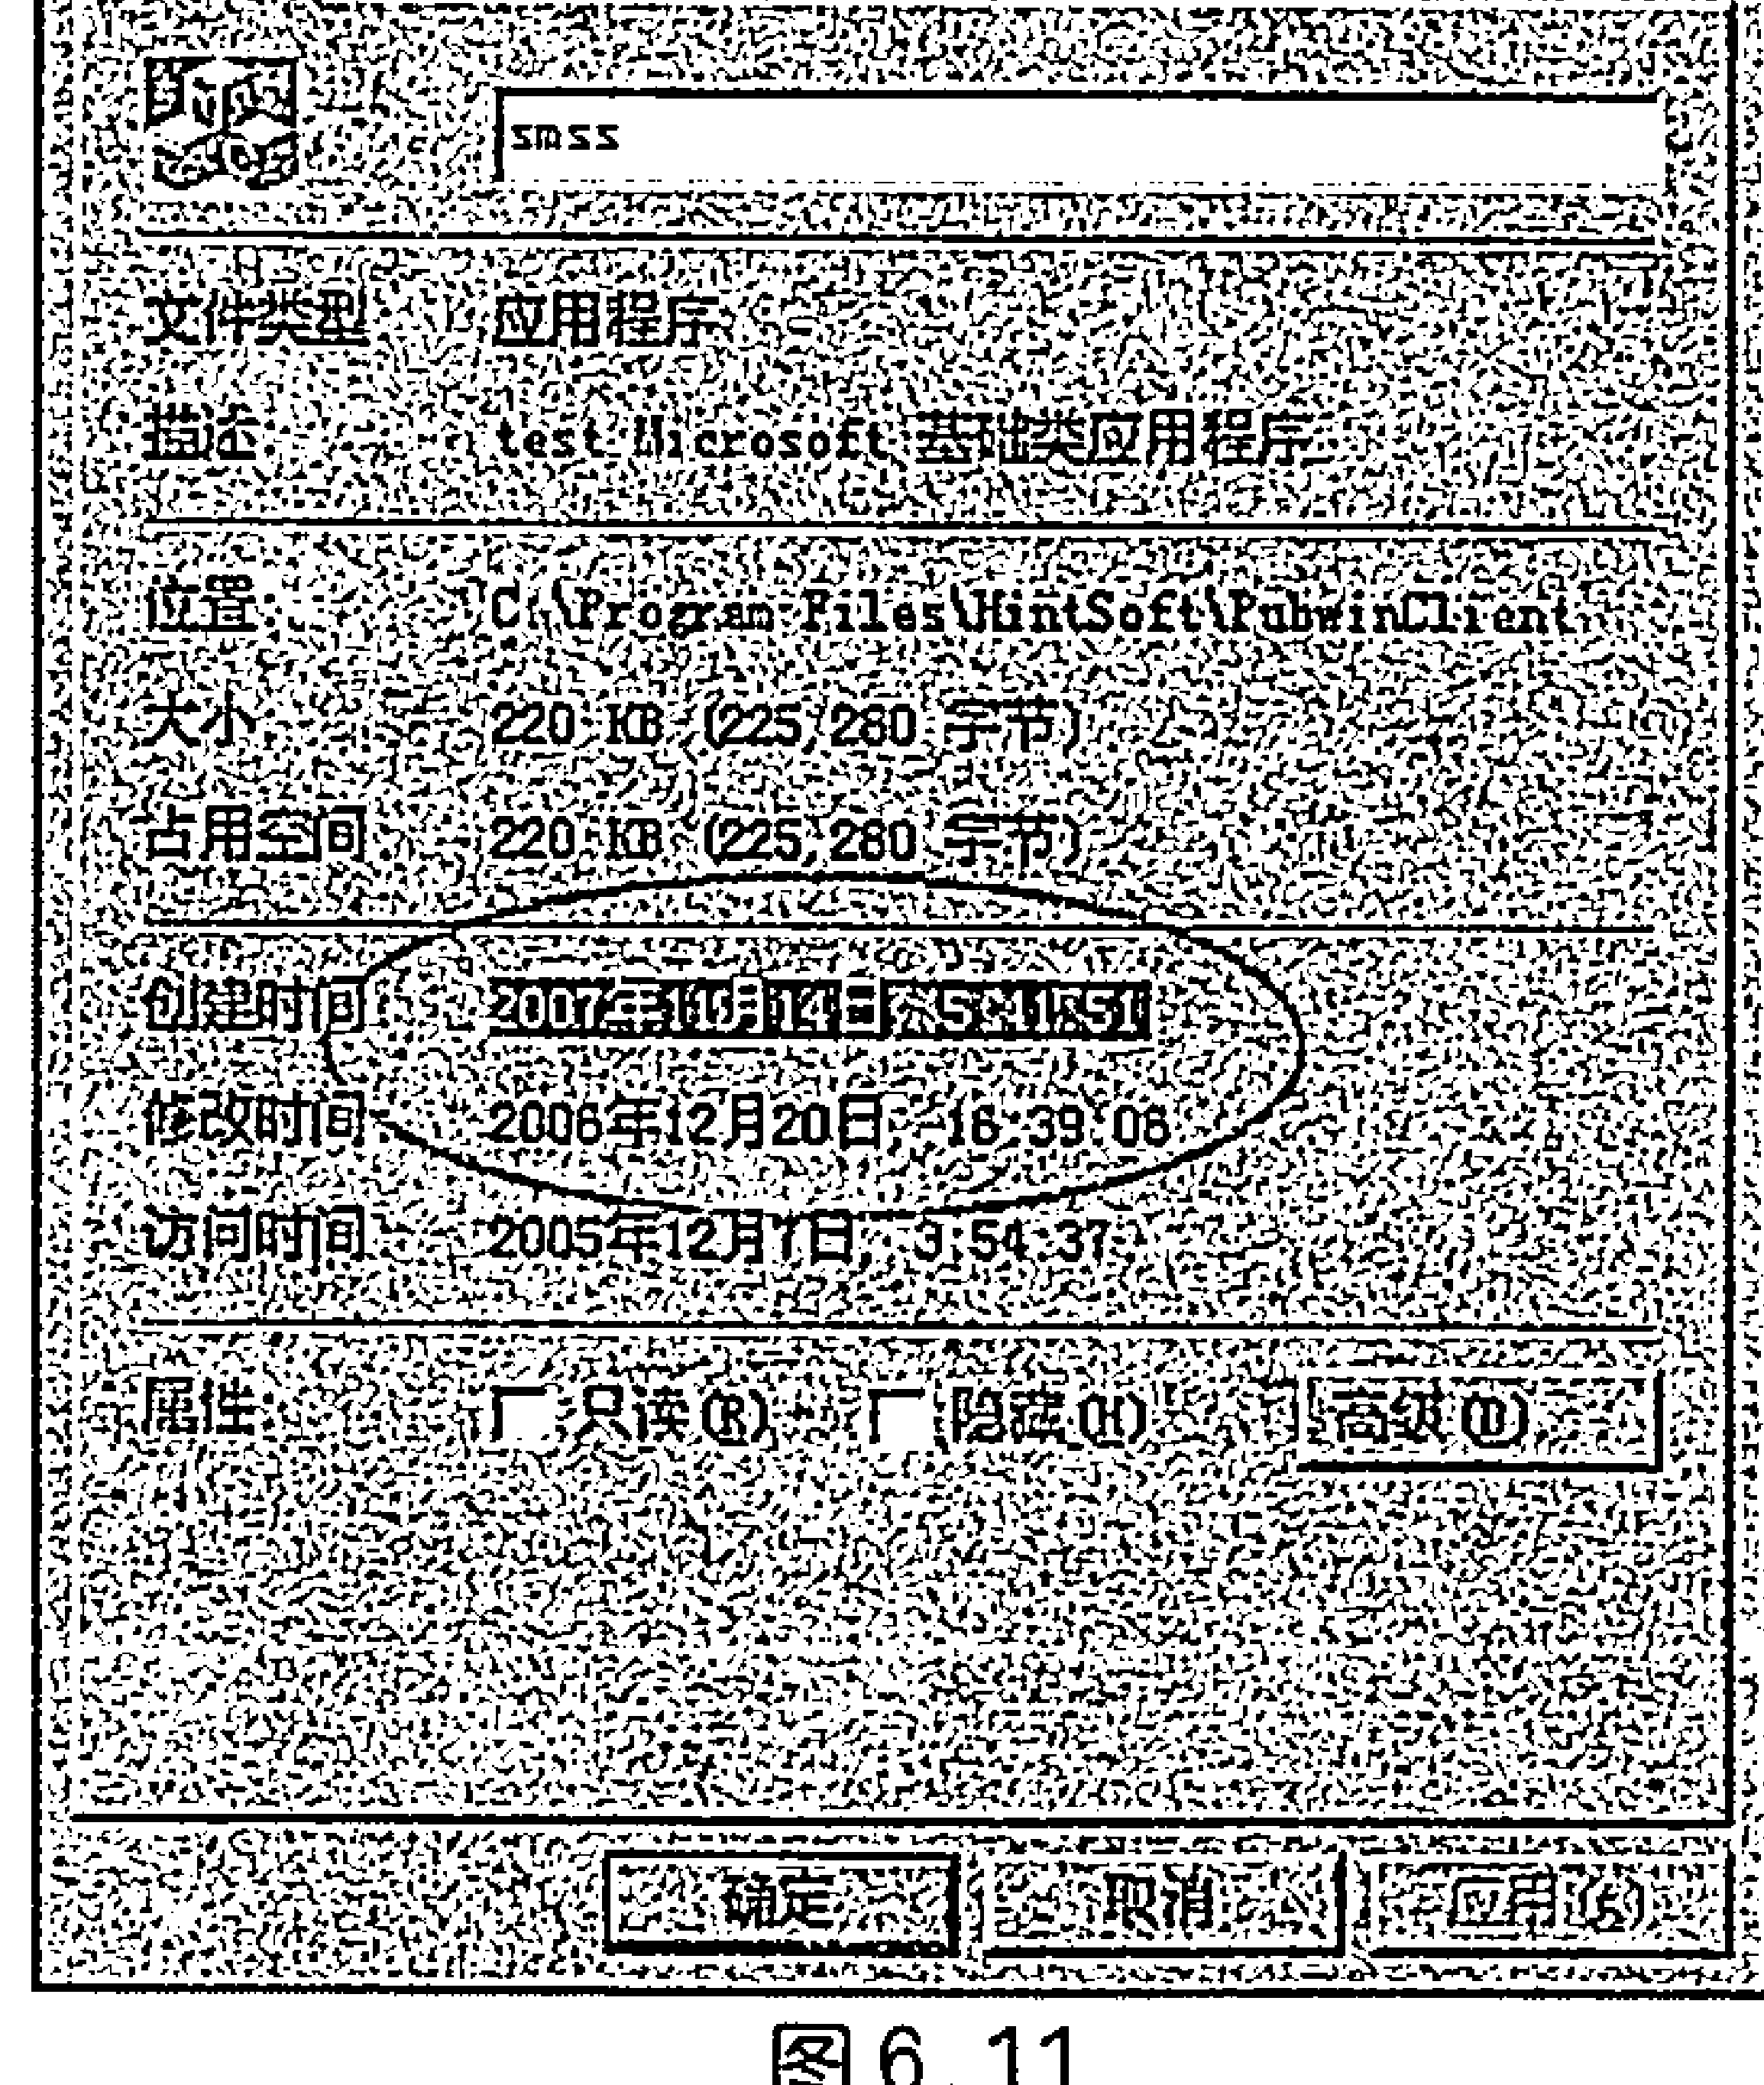 smss
文件类型: 应用程序
描述: test Microsoft 基础类应用程序
位置: C:\Program Files\HintSoft\PubwinClient
大小: 220 KB (225,280 字节)
占用空间: 220 KB (225,280 字节)
创建时间: 2007年10月14日,
修改时间: 2006年12月20日, 16:39:06
访问时间: 2005年12月7日, 3:54:37
属性: 只读(R) 隐藏(H) 高级(D)
确定 取消 应用(A)
图 6.11